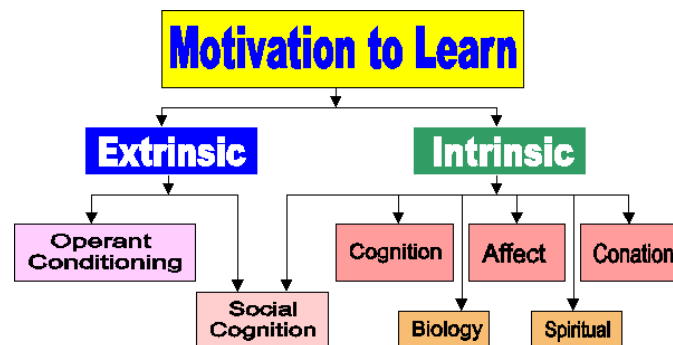 Motivation to Learn
Extrinsic
Intrinsic
Operant
Conditioning
Cognition
Affect
Conation
Social
Cognition
Biology
Spiritual